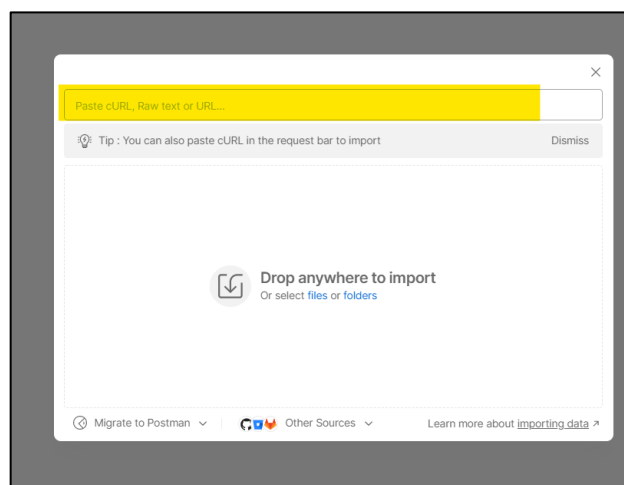 Paste cURL, Raw text or URL...
Tip : You can also paste cURL in the request bar to import Dismiss
Drop anywhere to import
Or select files or folders
Migrate to Postman Other Sources Learn more about importing data